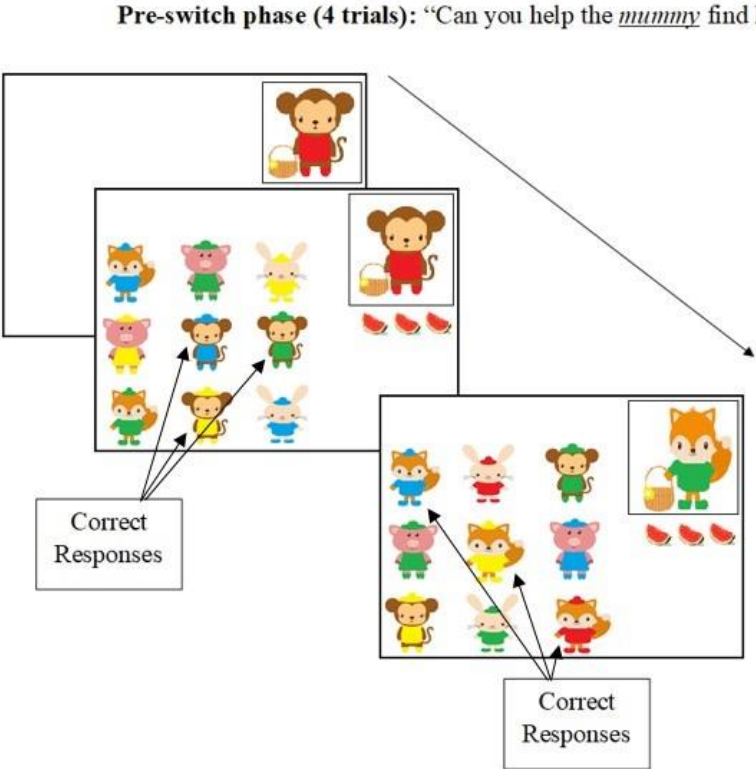 Pre-switch phase (4 trials): “Can you help the mummy find
Correct
Responses
Correct
Responses